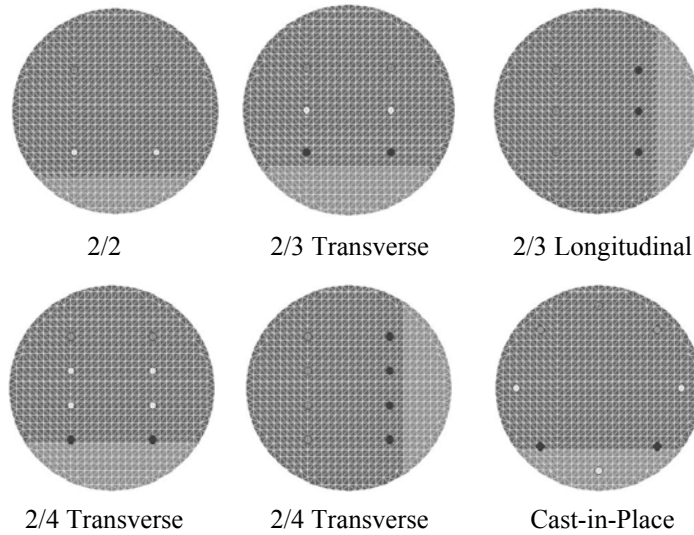 2/2
2/3 Transverse
2/3 Longitudinal
2/4 Transverse
2/4 Transverse
Cast-in-Place